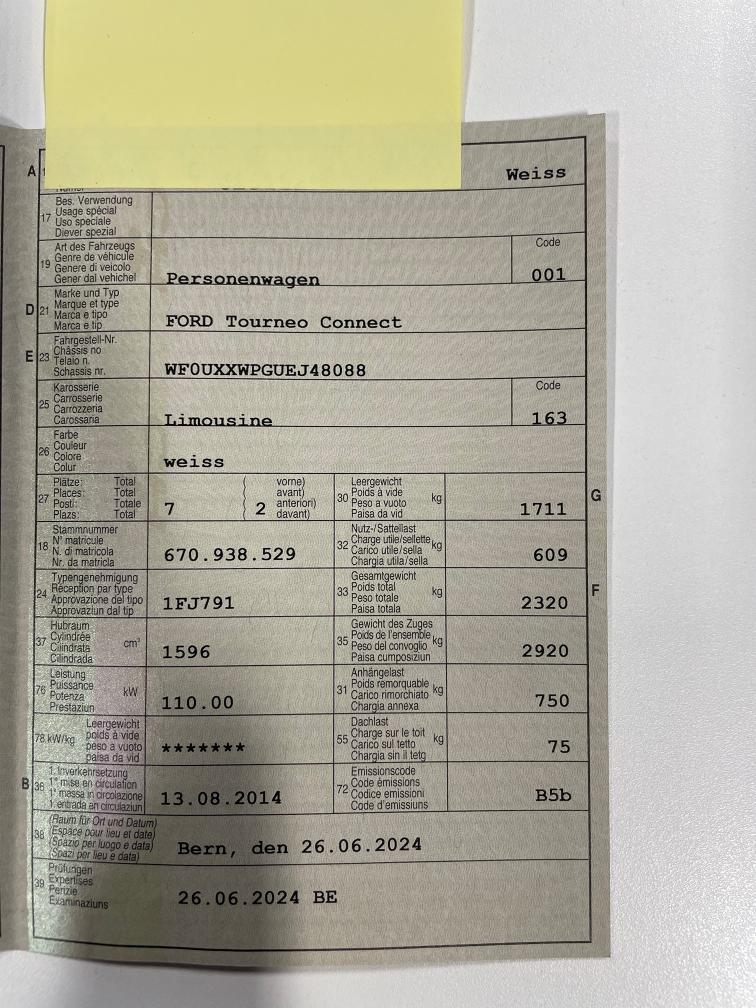 A
Weiss
17 Bes. Verwendung
Usage spécial
Uso speciale
Diever spezial
19 Art des Fahrzeugs
Genre de véhicule
Genere di veicolo
Gener dal vehichel
Personenwagen
Code
001
D 21 Marke und Typ
Marque et type
Marca e tipo
Marca e tip
FORD Tourneo Connect
E 23 Fahrgestell-Nr.
Châssis no
Telaio n.
Schassis nr.
WF0UXXWPGUEJ48088
25 Karosserie
Carrosserie
Carrozzeria
Carossaria
Limousine
Code
163
26 Farbe
Couleur
Colore
Colur
weiss
27 Plätze: Total
Places: Total
Posti: Totale
Plazs: Total
7
( 2 vorne)
avant)
anteriori)
davant)
30 Leergewicht
Poids à vide
Peso a vuoto
Paisa da vid
kg
1711
G
18 Stammnummer
N° matricule
N. di matricola
Nr. da matricla
670.938.529
32 Nutz-/Sattellast
Charge utile/sellette
Carico utile/sella
Chargia utila/sella
kg
609
24 Typengenehmigung
Réception par type
Approvazione del tipo
Approvaziun dal tip
1FJ791
33 Gesamtgewicht
Poids total
Peso totale
Paisa totala
kg
2320
F
37 Hubraum
Cylindrée
Cilindrata
Cilindrada
cm³
1596
35 Gewicht des Zuges
Poids de l'ensemble
Peso del convoglio
Paisa cumposiziun
kg
2920
76 Leistung
Puissance
Potenza
Prestaziun
kW
110.00
31 Anhängelast
Poids remorquable
Carico rimorchiato
Chargia annexa
kg
750
78 kW/kg Leergewicht
poids à vide
peso a vuoto
paisa da vid
*******
55 Dachlast
Charge sur le toit
Carico sul tetto
Chargia sin il tetg
kg
75
B 36 1. Inverkehrsetzung
1re mise en circulation
1a massa in circolazione
1. entrada en circulaziun
13.08.2014
72 Emissionscode
Code émissions
Codice emissioni
Code d'emissiuns
B5b
38 (Raum für Ort und Datum)
(Espace pour lieu et date)
(Spazio per luogo e data)
(Spazi per lieu e data)
Bern, den 26.06.2024
39 Prüfungen
Expertises
Perizie
Examinaziuns
26.06.2024 BE